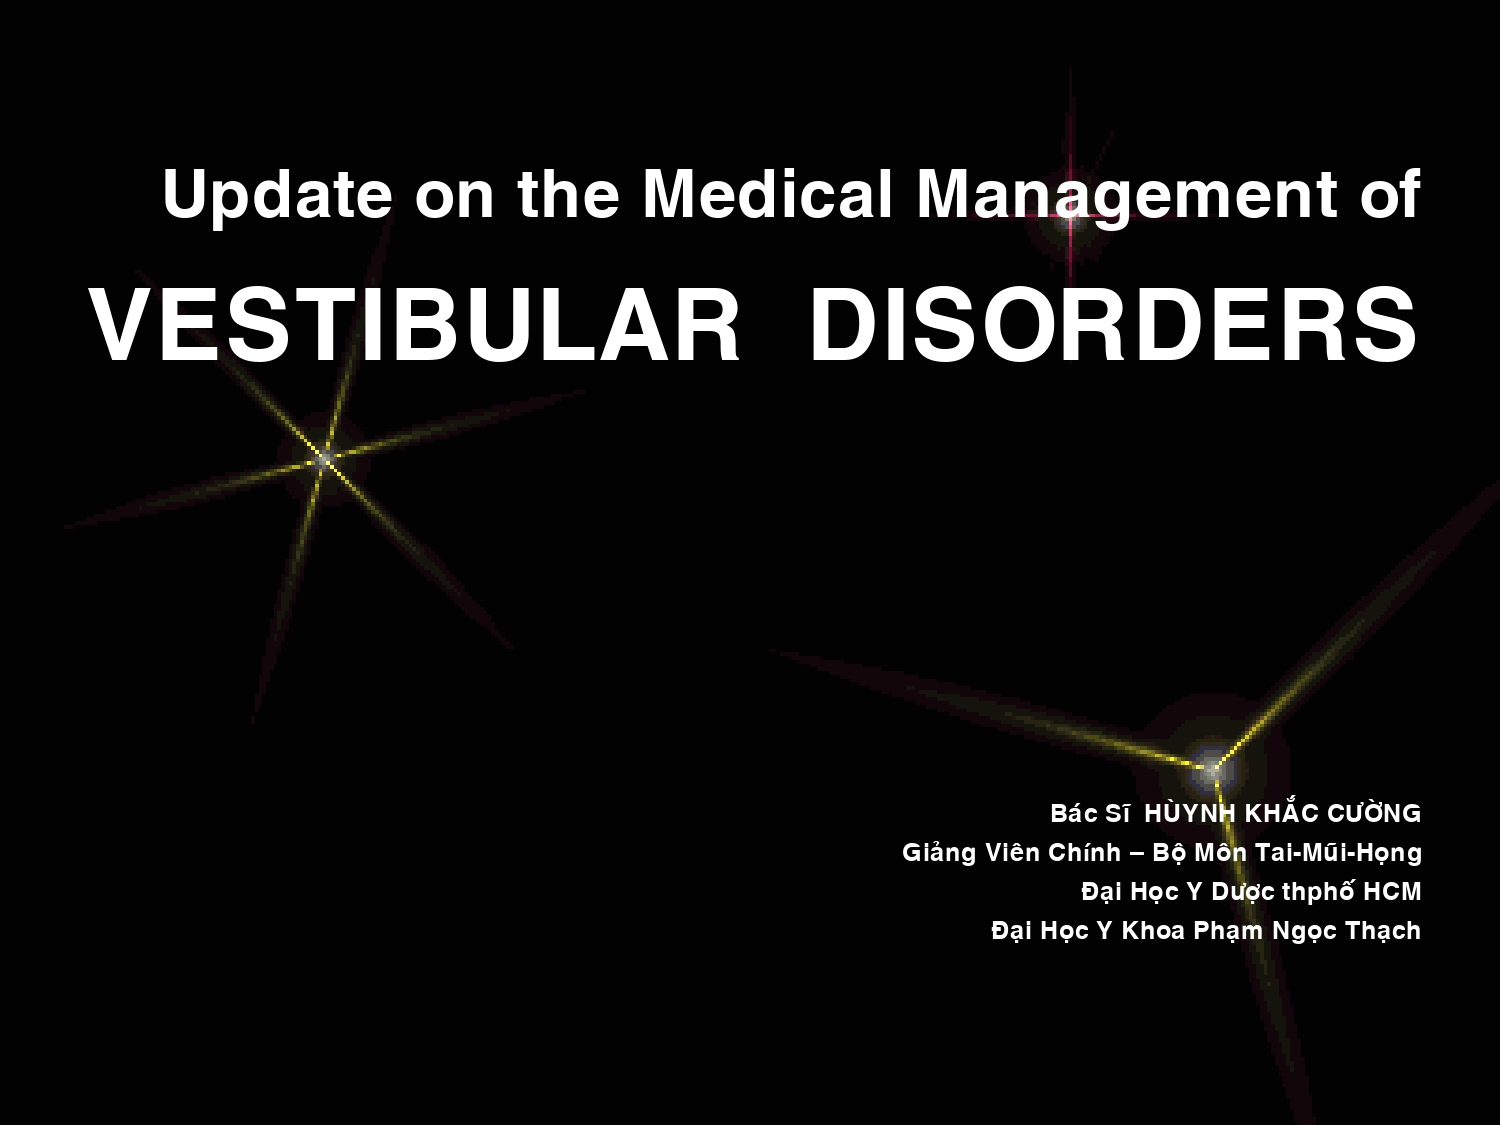 Update on the Medical Management of
VESTIBULAR DISORDERS
Bác Sĩ HÙYNH KHẮC CƯỜNG
Giảng Viên Chính – Bộ Môn Tai-Mũi-Họng
Đại Học Y Dược thphố HCM
Đại Học Y Khoa Phạm Ngọc Thạch